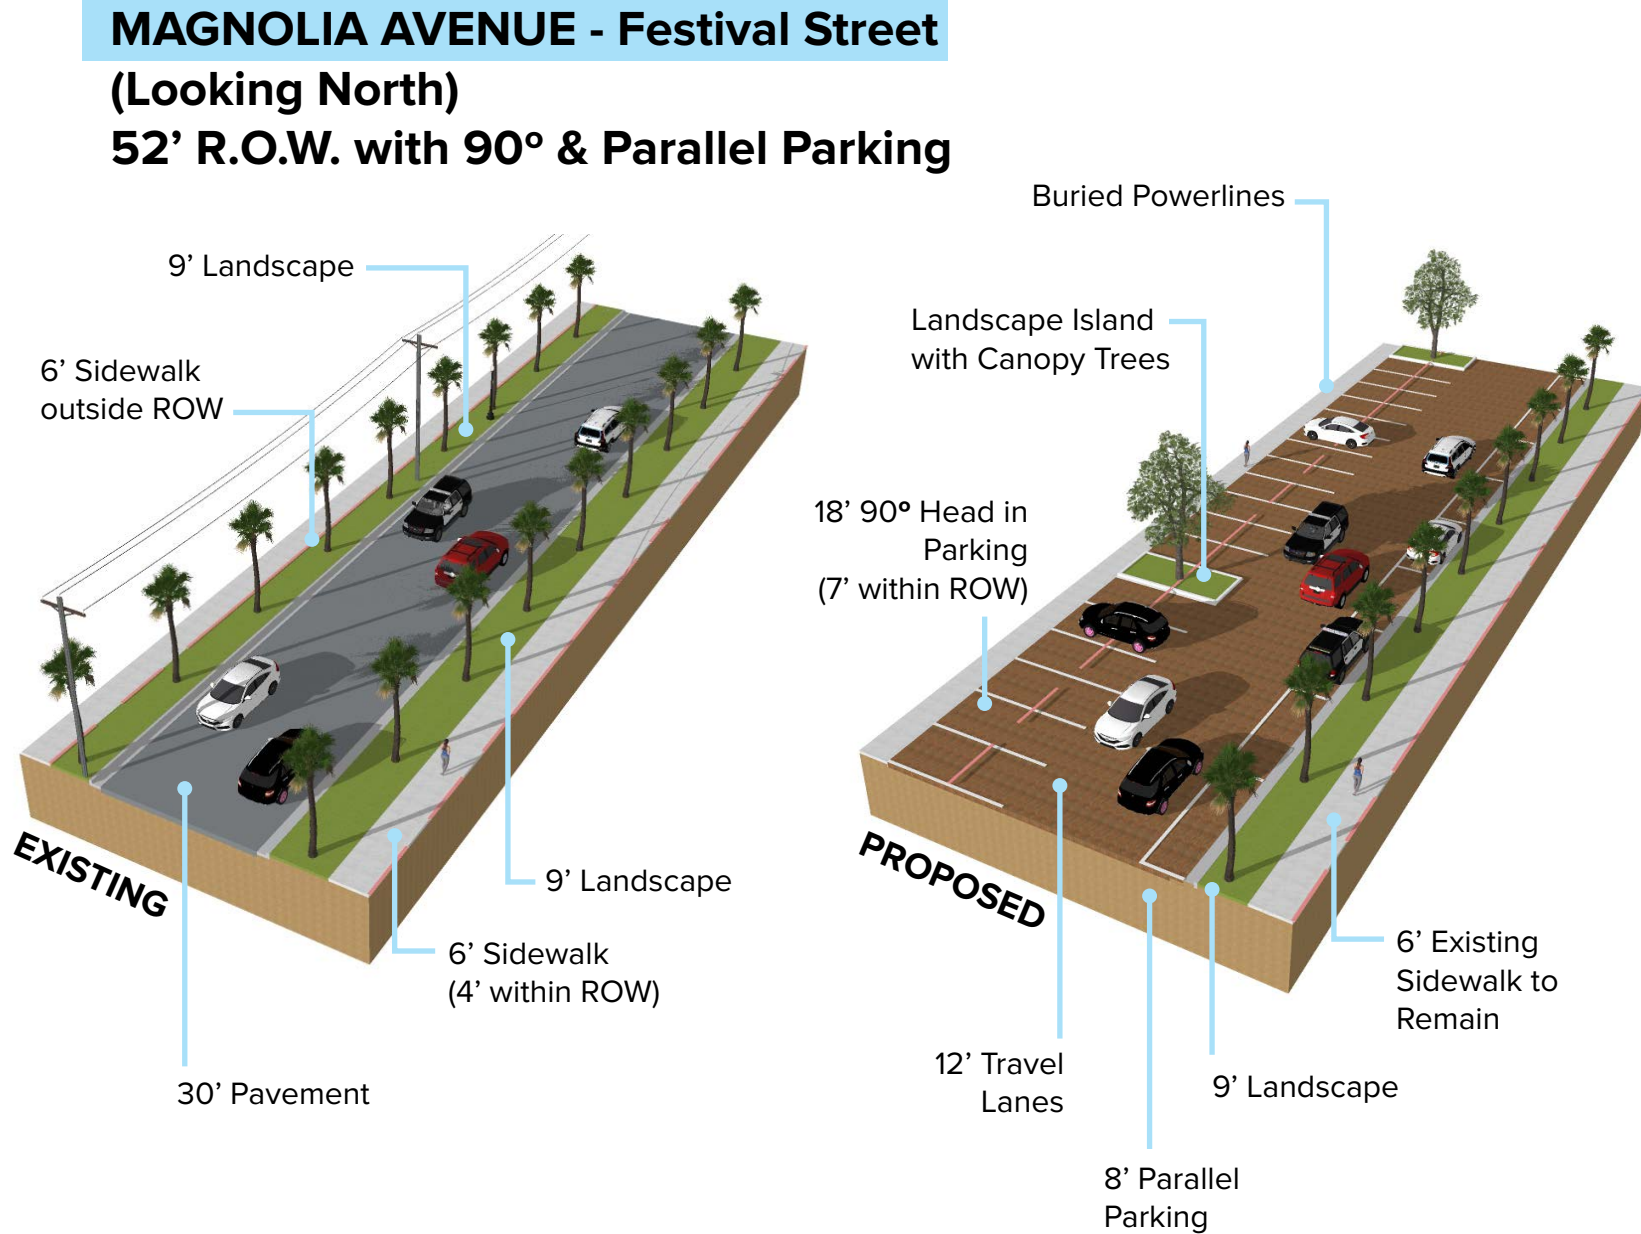 MAGNOLIA AVENUE - Festival Street
(Looking North)
52’ R.O.W. with 90º & Parallel Parking
9’ Landscape
6’ Sidewalk
outside ROW
9’ Landscape
6’ Sidewalk
(4’ within ROW)
30’ Pavement
EXISTING
Buried Powerlines
Landscape Island
with Canopy Trees
18’ 90º Head in
Parking
(7’ within ROW)
PROPOSED
6’ Existing
Sidewalk to
Remain
12’ Travel
Lanes
9’ Landscape
8’ Parallel
Parking